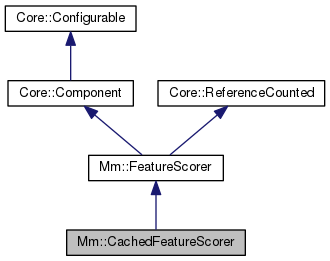 Core::Configurable
Core::Component
Core::ReferenceCounted
Mm::FeatureScorer
Mm::CachedFeatureScorer